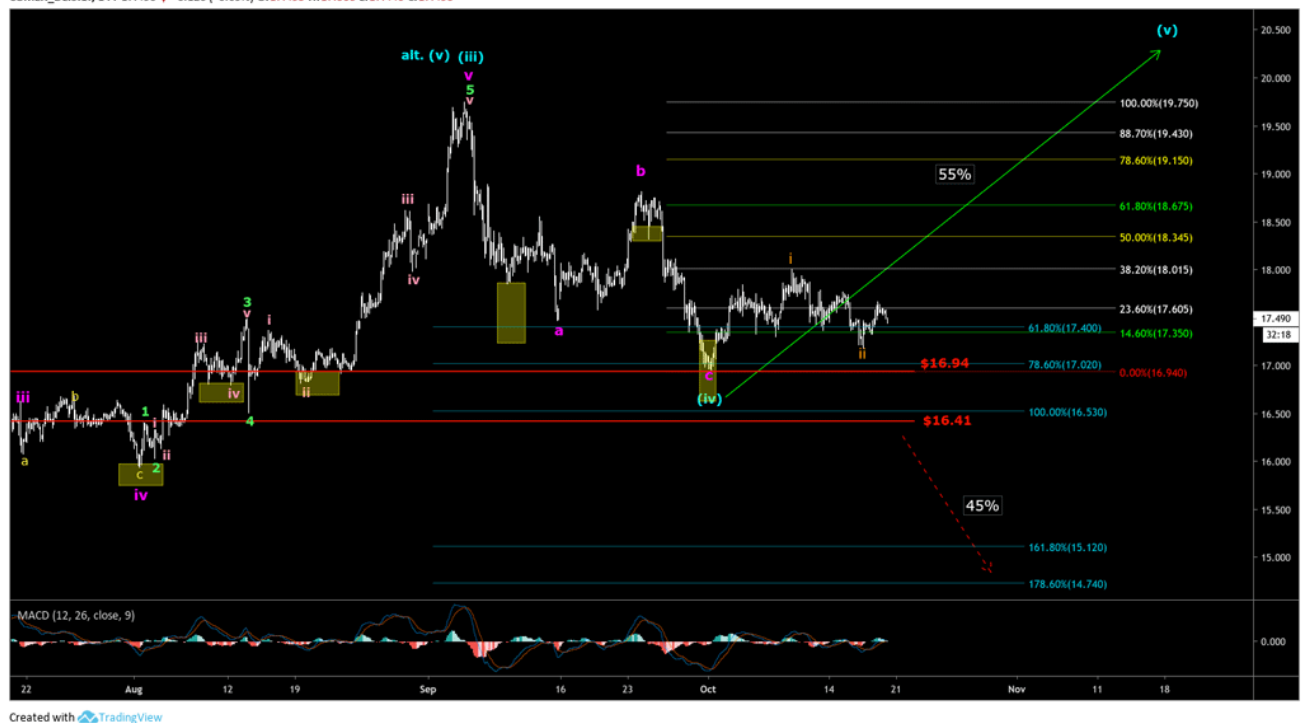 alt. (v) (iii)
(v)
v
5
v
20.500
20.000
100.00%(19.750)
19.500
88.70%(19.430)
78.60%(19.150)
19.000
b
55%
iii
61.80%(18.675)
18.500
50.00%(18.345)
iv
i
38.20%(18.015)
18.000
3
v
i
a
23.60%(17.605)
17.490
32:18
61.80%(17.400)
14.60%(17.350)
iii
ii
$16.94
78.60%(17.020)
17.000
0.00%(16.940)
c
iii
b
iv
ii
(iv)
1
i
4
100.00%(16.530)
16.500
$16.41
a
ii
c
2
16.000
iv
45%
15.500
161.80%(15.120)
15.000
178.60%(14.740)
MACD (12, 26, close, 9)
0.000
22 Aug 12 19 Sep 16 23 Oct 14 21 Nov 11 18
Created with TradingView